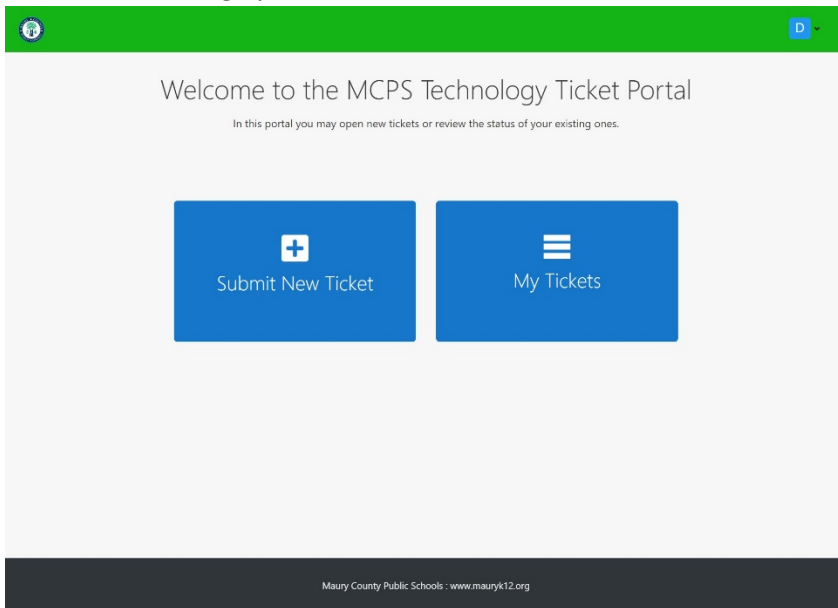 D
Welcome to the MCPS Technology Ticket Portal
In this portal you may open new tickets or review the status of your existing ones.
Submit New Ticket
My Tickets
Maury County Public Schools : www.mauryk12.org